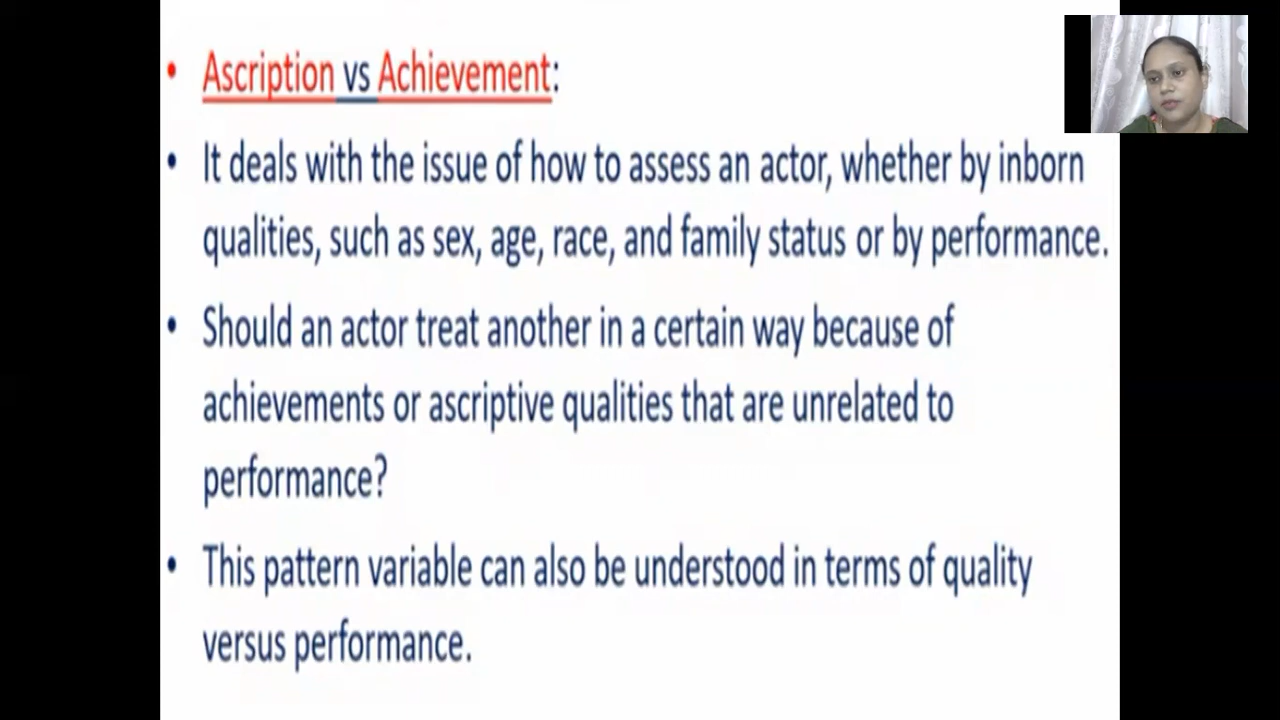 • Ascription vs Achievement:
• It deals with the issue of how to assess an actor, whether by inborn
qualities, such as sex, age, race, and family status or by performance.
• Should an actor treat another in a certain way because of
achievements or ascriptive qualities that are unrelated to
performance?
• This pattern variable can also be understood in terms of quality
versus performance.